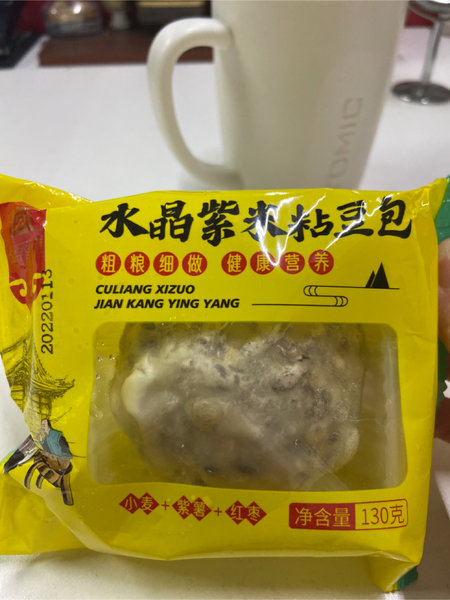 水晶紫米粘豆包
粗粮细做 健康营养
CULIANG XIZUO
JIAN KANG YING YANG
20220113
小麦+紫薯+红枣
净含量 130克